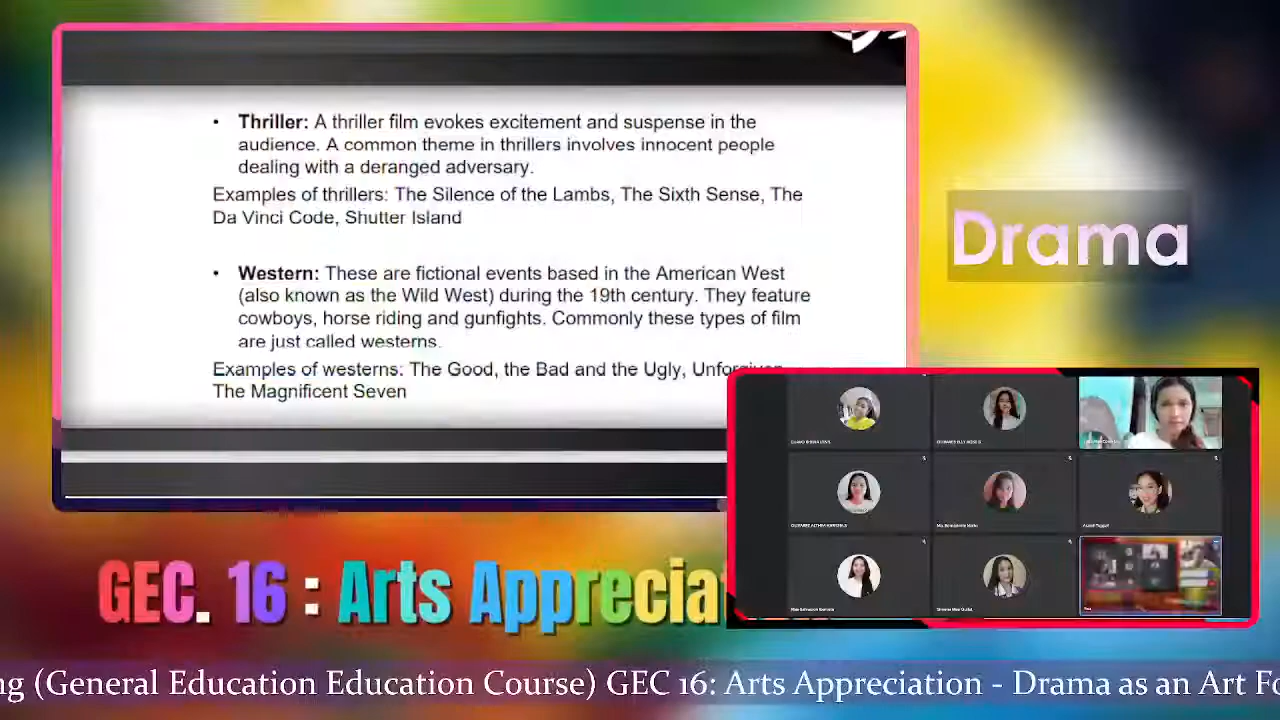 • Thriller: A thriller film evokes excitement and suspense in the
audience. A common theme in thrillers involves innocent people
dealing with a deranged adversary.
Examples of thrillers: The Silence of the Lambs, The Sixth Sense, The
Da Vinci Code, Shutter Island
• Western: These are fictional events based in the American West
(also known as the Wild West) during the 19th century. They feature
cowboys, horse riding and gunfights. Commonly these types of film
are just called westerns.
Examples of westerns: The Good, the Bad and the Ugly, Unforgiven
The Magnificent Seven
Drama
You
GEC. 16 : Arts Apprecia
ng (General Education Education Course) GEC 16: Arts Appreciation - Drama as an Art Fo